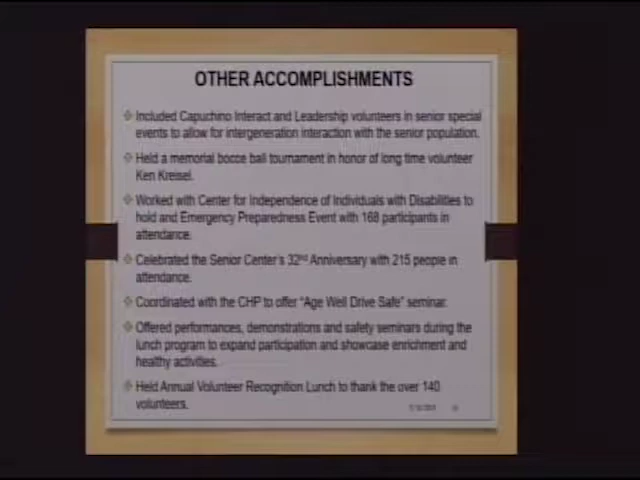 OTHER ACCOMPLISHMENTS
Included Capuchino Interact and Leadership volunteers in senior special
events to allow for intergeneration interaction with the senior population.
Held a memorial bocce ball tournament in honor of long time volunteer
Ken Kreisel.
Worked with Center for Independence of Individuals with Disabilities to
hold and Emergency Preparedness Event with 168 participants in
attendance.
Celebrated the Senior Center's 32nd Anniversary with 215 people in
attendance.
Coordinated with the CHP to offer "Age Well Drive Safe" seminar.
Offered performances, demonstrations and safety seminars during the
lunch program to expand participation and showcase enrichment and
healthy activities.
Held Annual Volunteer Recognition Lunch to thank the over 140
volunteers.